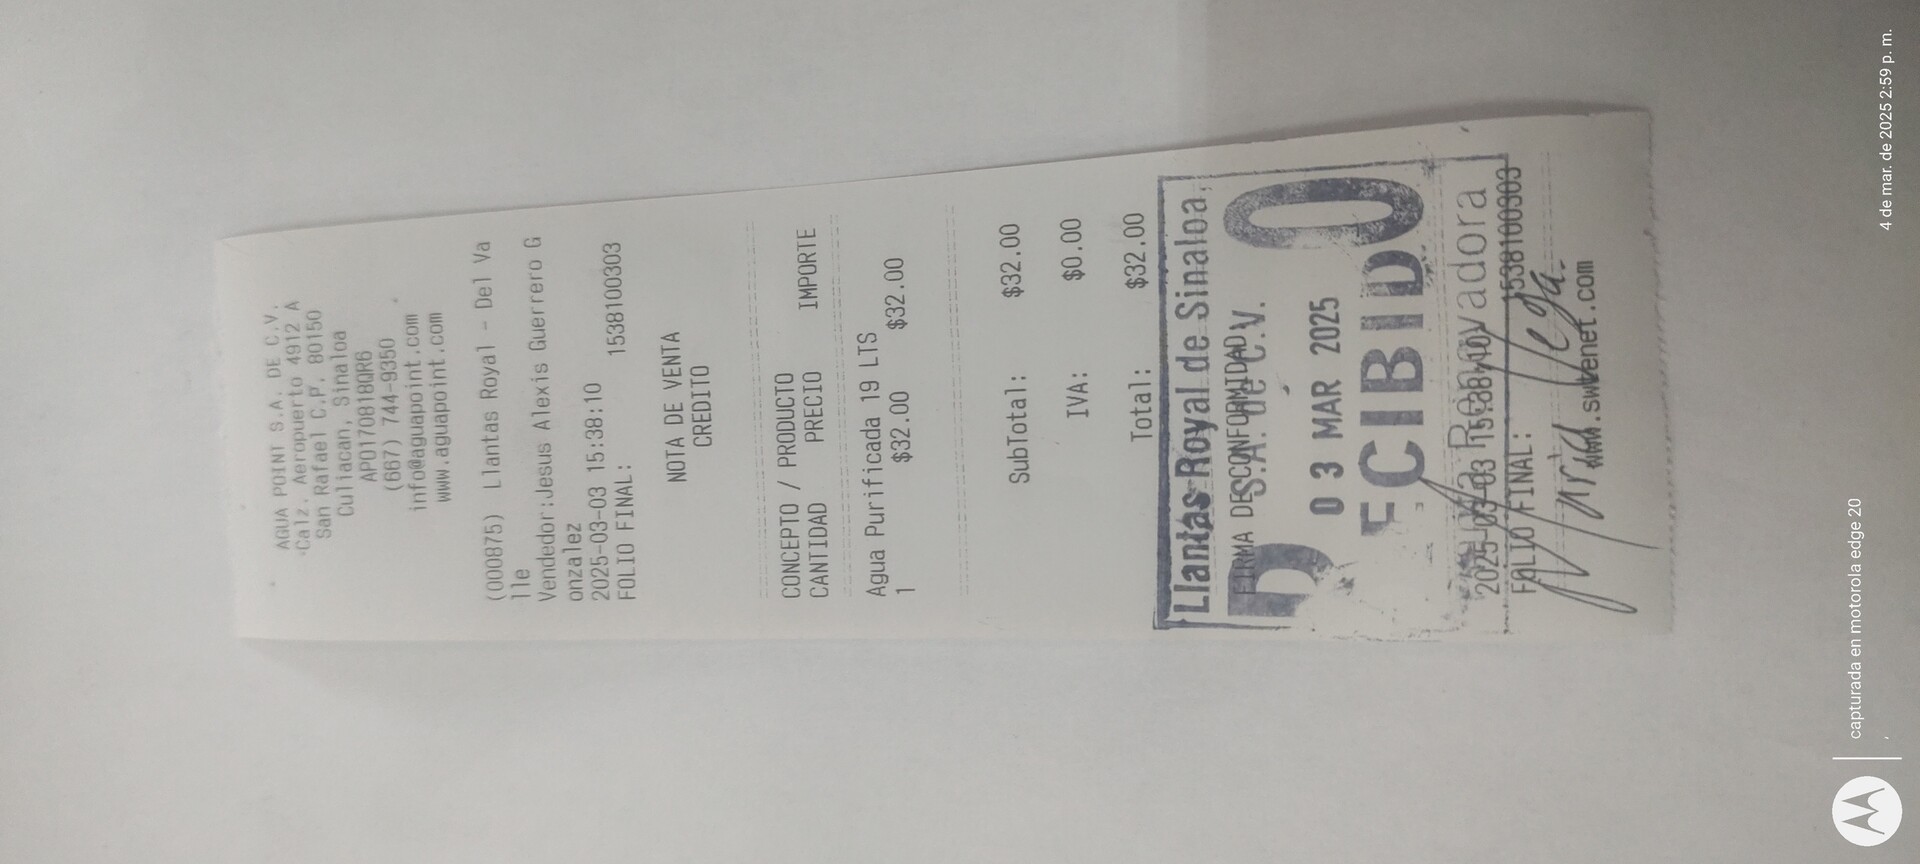 AGUA POINT S.A. DE C.V.
Calz. Aeropuerto 4912 A
San Rafael C.P. 80150
Culiacan, Sinaloa
APO170818QR6
(667) 744-9350
info@aguapoint.com
www.aguapoint.com
(000875) Llantas Royal - Del Va
lle
Vendedor:Jesus Alexis Guerrero G
onzalez
2025-03-03 15:38:10
FOLIO FINAL: 1538100303
NOTA DE VENTA
CREDITO
CONCEPTO / PRODUCTO
CANTIDAD PRECIO IMPORTE
Agua Purificada 19 LTS
1 $32.00 $32.00
SubTotal: $32.00
IVA: $0.00
Total: $32.00
Llantas Royal de Sinaloa,
S.A. de C.V.
FIRMA DE CONFORMIDAD
0 3 MAR 2025
ECIBIDO
Renovadora
2025-03-03 15:38:10
FOLIO FINAL: 1538100303
Vega.
www.swbenet.com
capturada en motorola edge 20
4 de mar. de 2025 2:59 p. m.